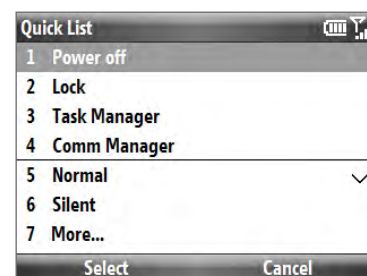 Quick List
1 Power off
2 Lock
3 Task Manager
4 Comm Manager
5 Normal
6 Silent
7 More...
Select Cancel